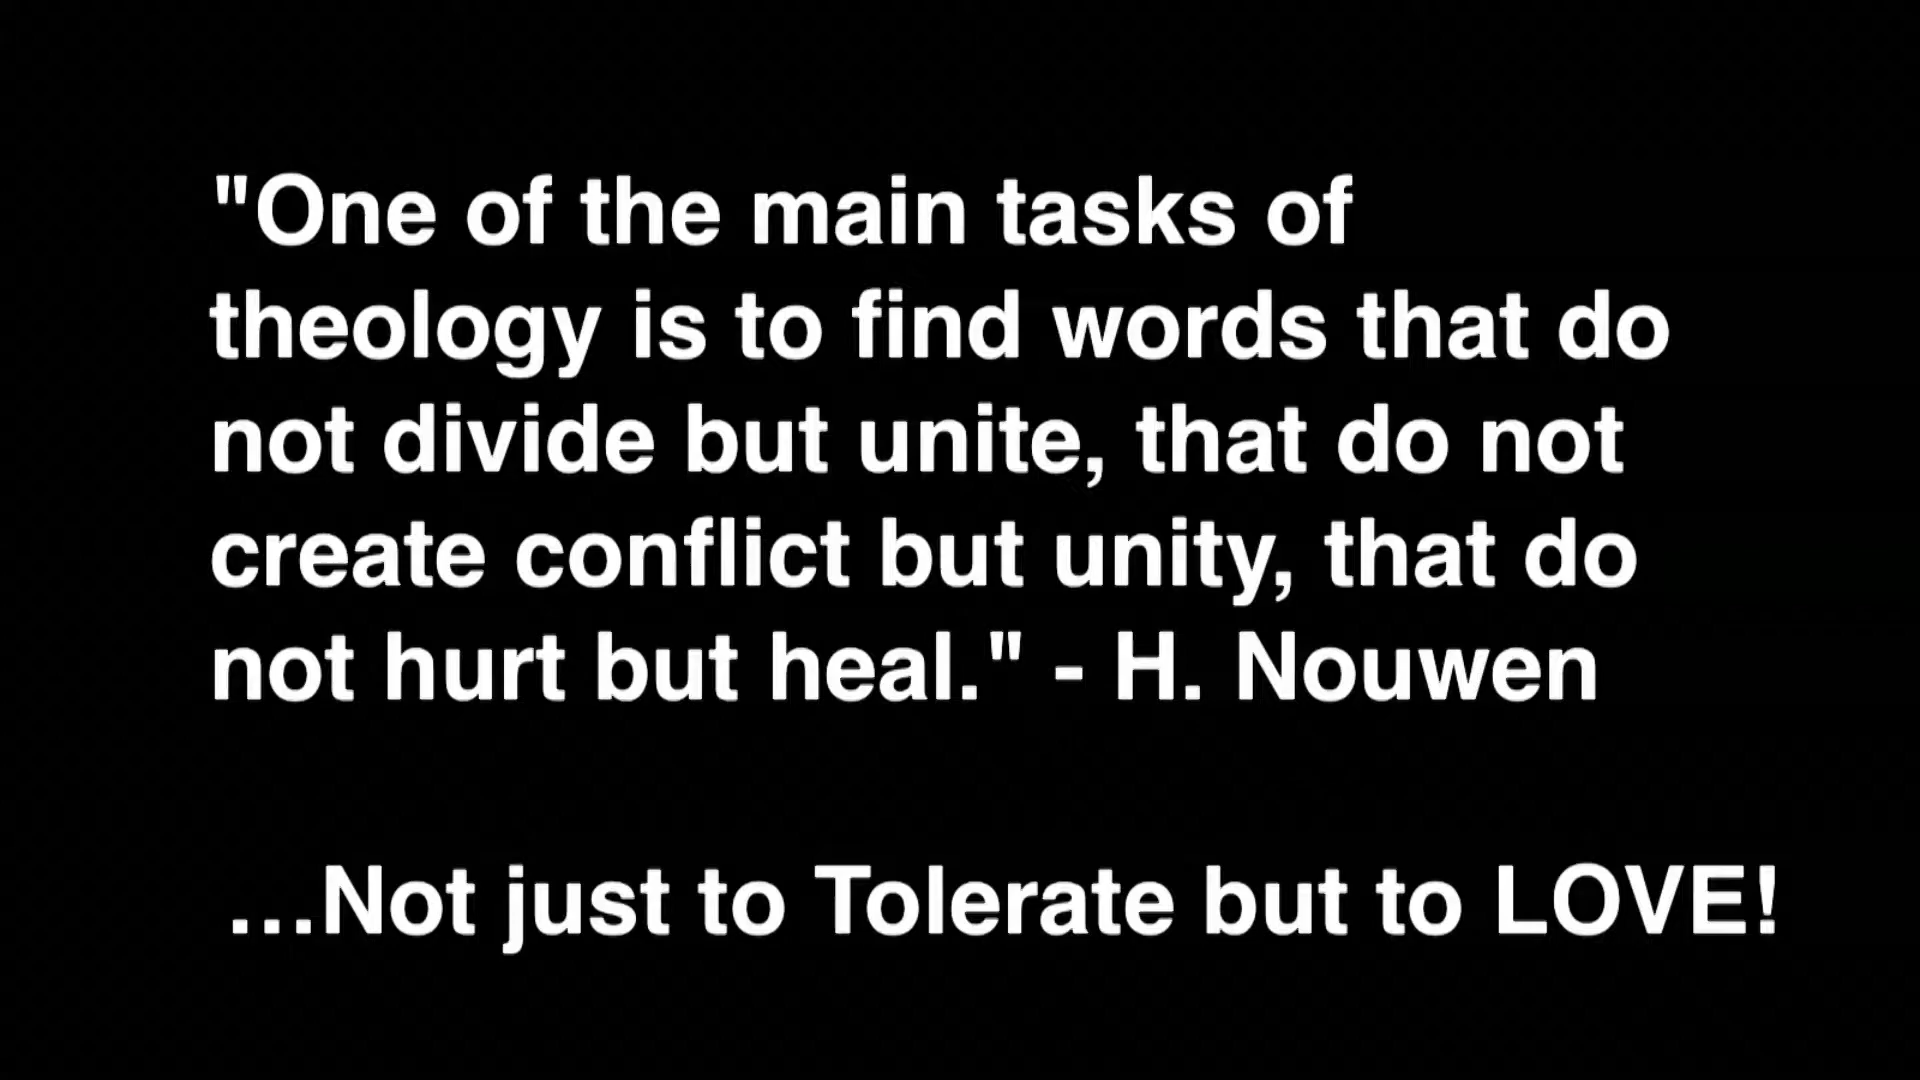 "One of the main tasks of
theology is to find words that do
not divide but unite, that do not
create conflict but unity, that do
not hurt but heal." - H. Nouwen
...Not just to Tolerate but to LOVE!